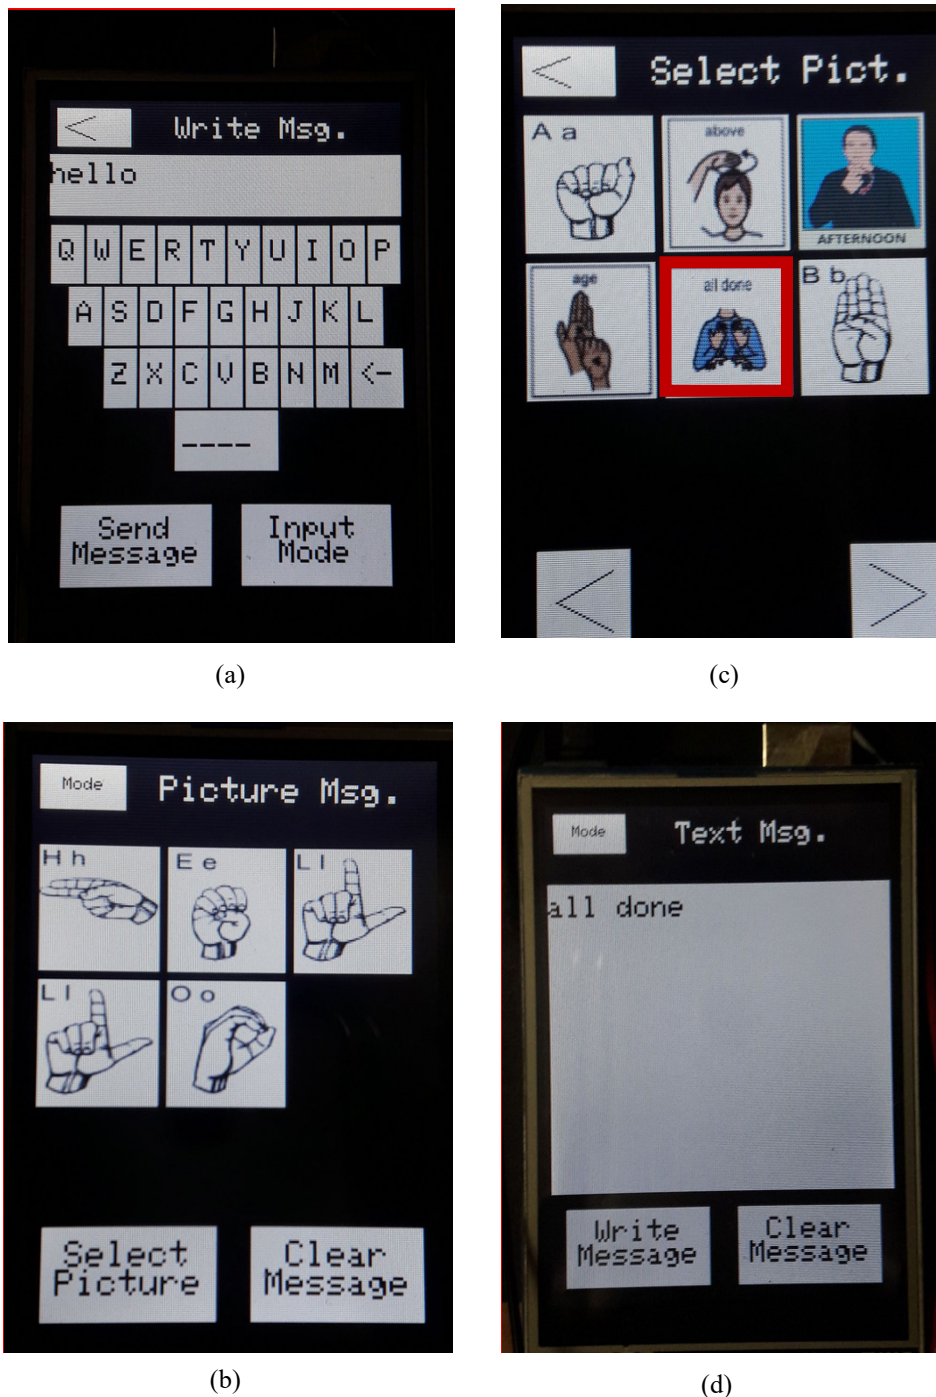 < Write Msg.
hello
Q W E R T Y U I O P
A S D F G H J K L
Z X C V B N M <-
----
Send Message
Input Mode
(a)
< Select Pict.
A a
above
AFTERNOON
age
all done
B b
< >
(c)
Mode Picture Msg.
H h
E e
L l
L l
O o
Select Picture
Clear Message
(b)
Mode Text Msg.
all done
Write Message
Clear Message
(d)